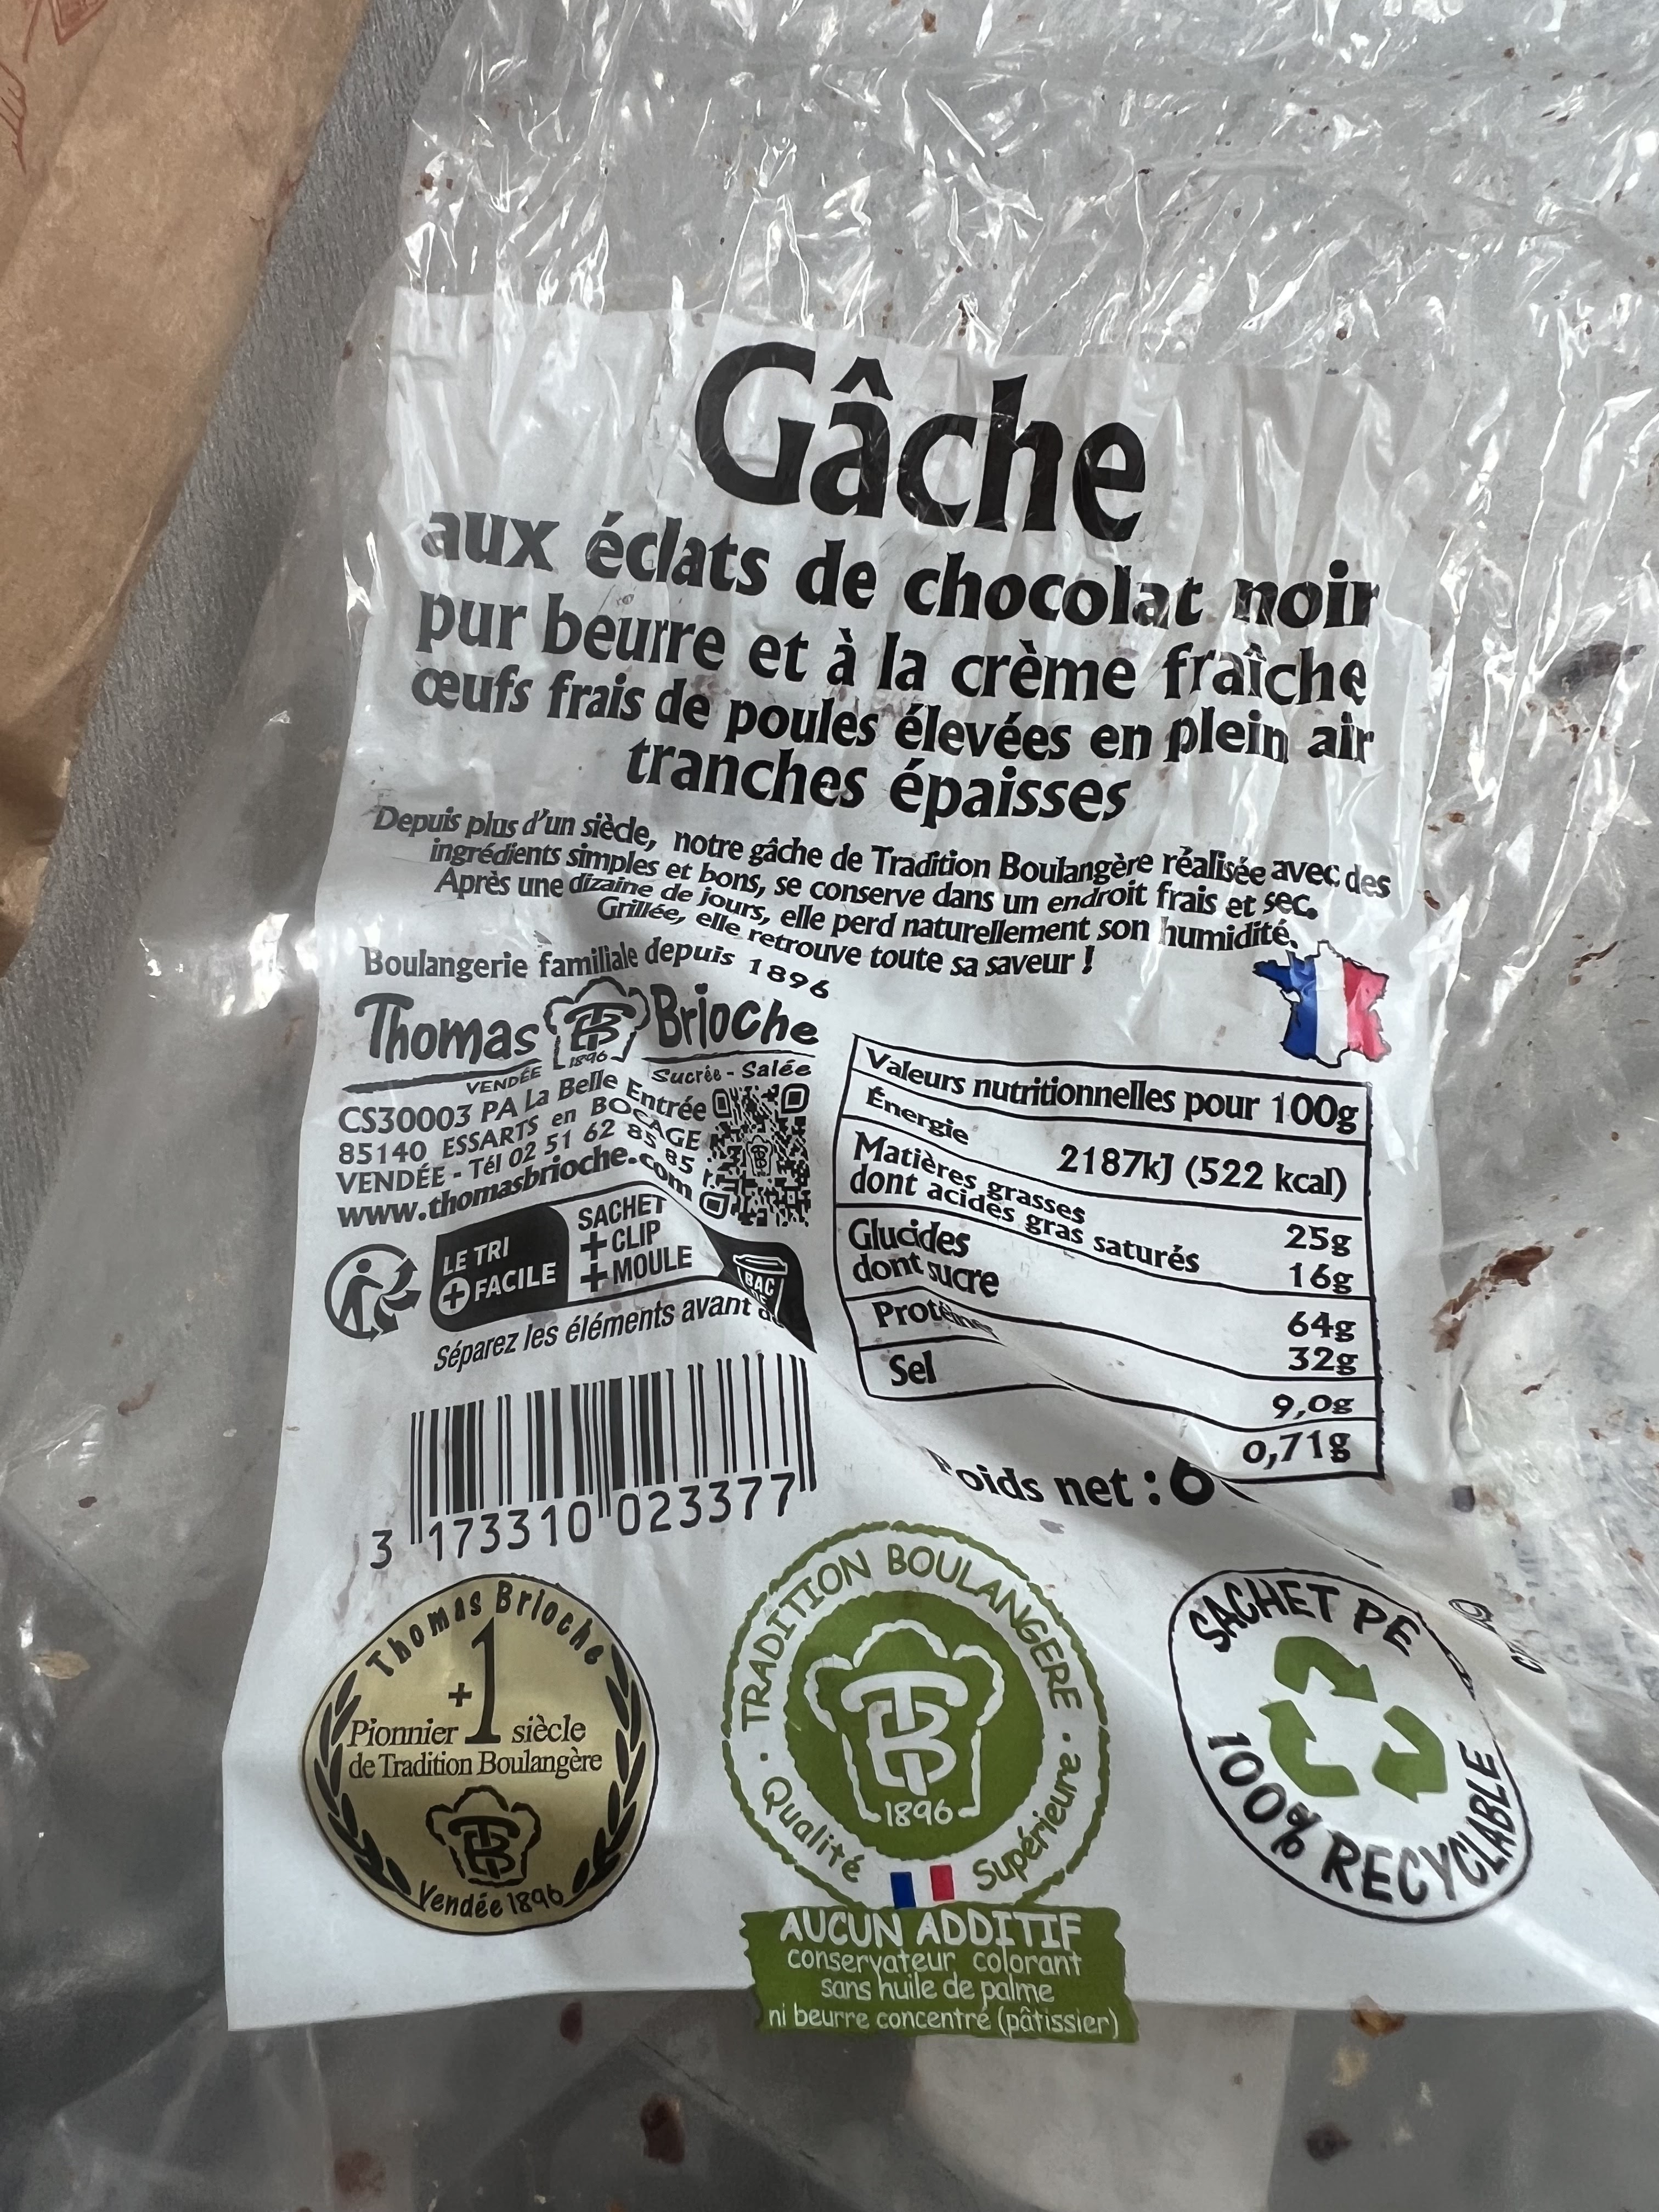 Gâche
aux éclats de chocolat noir
pur beurre et à la crème fraîche
œufs frais de poules élevées en plein air
tranches épaisses
Depuis plus d'un siècle, notre gâche de Tradition Boulangère réalisée avec des
ingrédients simples et bons, se conserve dans un endroit frais et sec.
Après une dizaine de jours, elle perd naturellement son humidité.
Grillée, elle retrouve toute sa saveur !
Boulangerie familiale depuis 1896
Thomas TB Brioche
1896
VENDÉE Sucrée - Salée
CS30003 PA La Belle Entrée
85140 ESSARTS en BOCAGE
VENDÉE - Tél 02 51 62 85 85
www.thomasbrioche.com
LE TRI
+ FACILE
SACHET
+ CLIP
+ MOULE
BAC
Séparez les éléments avant
3 173310 023377
Valeurs nutritionnelles pour 100g
Énergie 2187kJ (522 kcal)
Matières grasses 25g
dont acides gras saturés 16g
Glucides 64g
dont sucre 32g
9,0g
Sel 0,71g
net : 6
Thomas Brioche
+1
Pionnier siècle
de Tradition Boulangère
TB
Vendée 1896
TRADITION BOULANGERE
TB
1896
Qualité Supérieure
AUCUN ADDITIF
conservateur, colorant
sans huile de palme
ni beurre concentré (pâtissier)
SACHET PE
100% RECYCLABLE